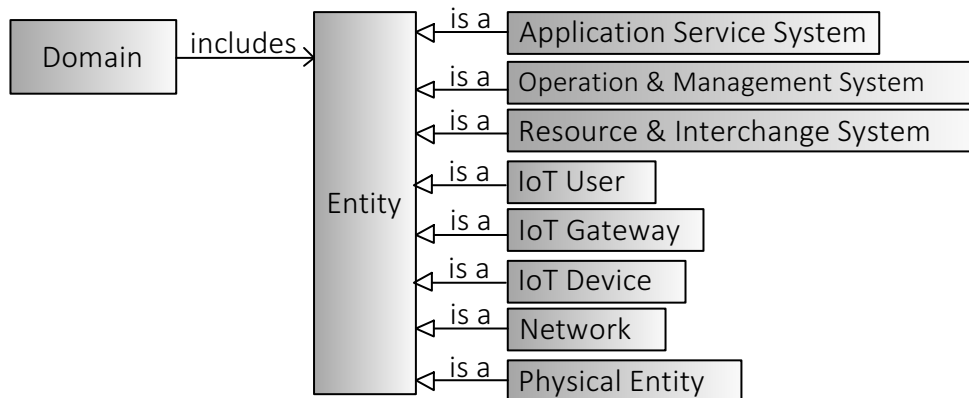 Domain
includes
Entity
is a
Application Service System
is a
Operation & Management System
is a
Resource & Interchange System
is a
IoT User
is a
IoT Gateway
is a
IoT Device
is a
Network
is a
Physical Entity